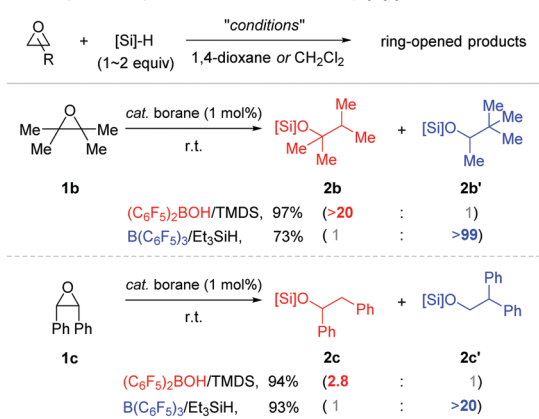 O
R
+
[Si]-H
(1~2 equiv)
"conditions"
1,4-dioxane or CH2Cl2
ring-opened products
O
Me
Me
Me
Me
1b
cat. borane (1 mol%)
r.t.
[Si]O
Me
Me
Me
Me
2b
+
[Si]O
Me
Me
Me
Me
2b'
(C6F5)2BOH/TMDS, 97% (>20 : 1)
B(C6F5)3/Et3SiH, 73% ( 1 : >99)
O
Ph Ph
1c
cat. borane (1 mol%)
r.t.
[Si]O
Ph
Ph
2c
+
[Si]O
Ph
Ph
2c'
(C6F5)2BOH/TMDS, 94% (2.8 : 1)
B(C6F5)3/Et3SiH, 93% ( 1 : >20)